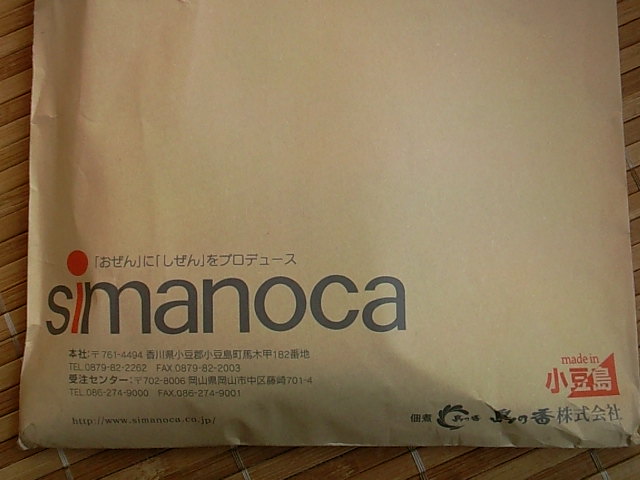 「おぜん」に「しぜん」をプロデュース
simanoca
本社:〒761-4494 香川県小豆郡小豆島町馬木甲182番地
TEL.0879-82-2262 FAX.0879-82-2003
受注センター:〒702-8006 岡山県岡山市中区藤崎701-4
TEL.086-274-9000 FAX.086-274-9001
http://www.simanoca.co.jp/
made in
小豆島
佃煮 島の香 島の香株式会社